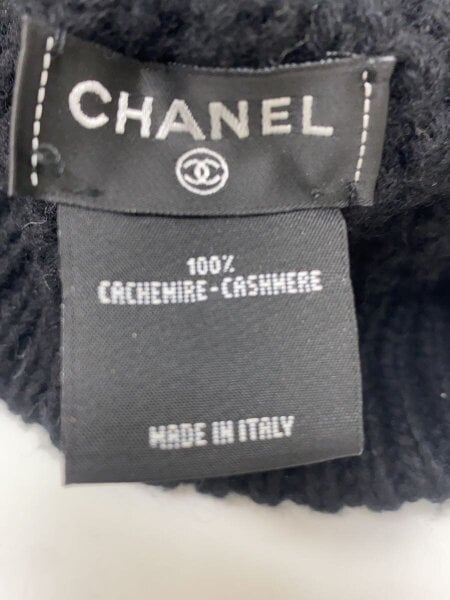 CHANEL
100%
CACHEMIRE-CASHMERE
MADE IN ITALY